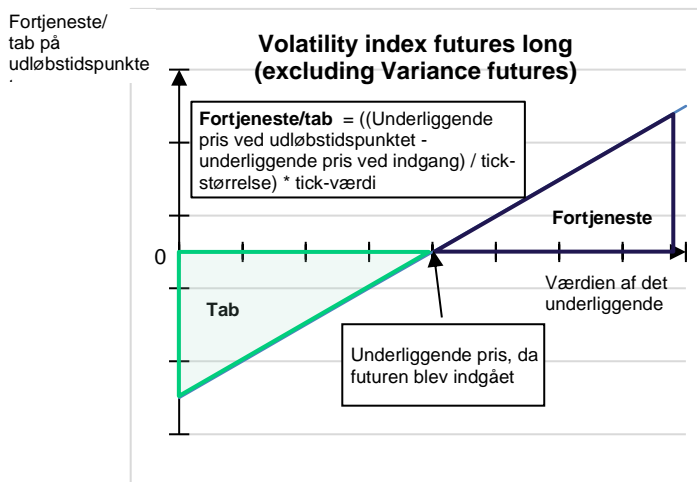 Fortjeneste/
tab på
udløbstidspunkte
Volatility index futures long
(excluding Variance futures)
Fortjeneste/tab = ((Underliggende
pris ved udløbstidspunktet -
underliggende pris ved indgang) / tick-
størrelse) * tick-værdi
Fortjeneste
0
Værdien af det
underliggende
Tab
Underliggende pris, da
futuren blev indgået